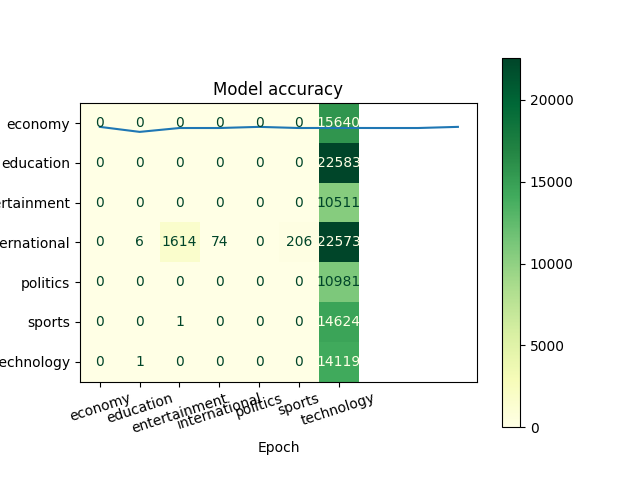 Model accuracy
economy 0 0 0 0 0 0 15640
education 0 0 0 0 0 0 22583
rtainment 0 0 0 0 0 0 10511
rnational 0 6 1614 74 0 206 22573
politics 0 0 0 0 0 0 10981
sports 0 0 1 0 0 0 14624
echnology 0 1 0 0 0 0 14119
economy education entertainment international politics sports technology
Epoch
20000
15000
10000
5000
0